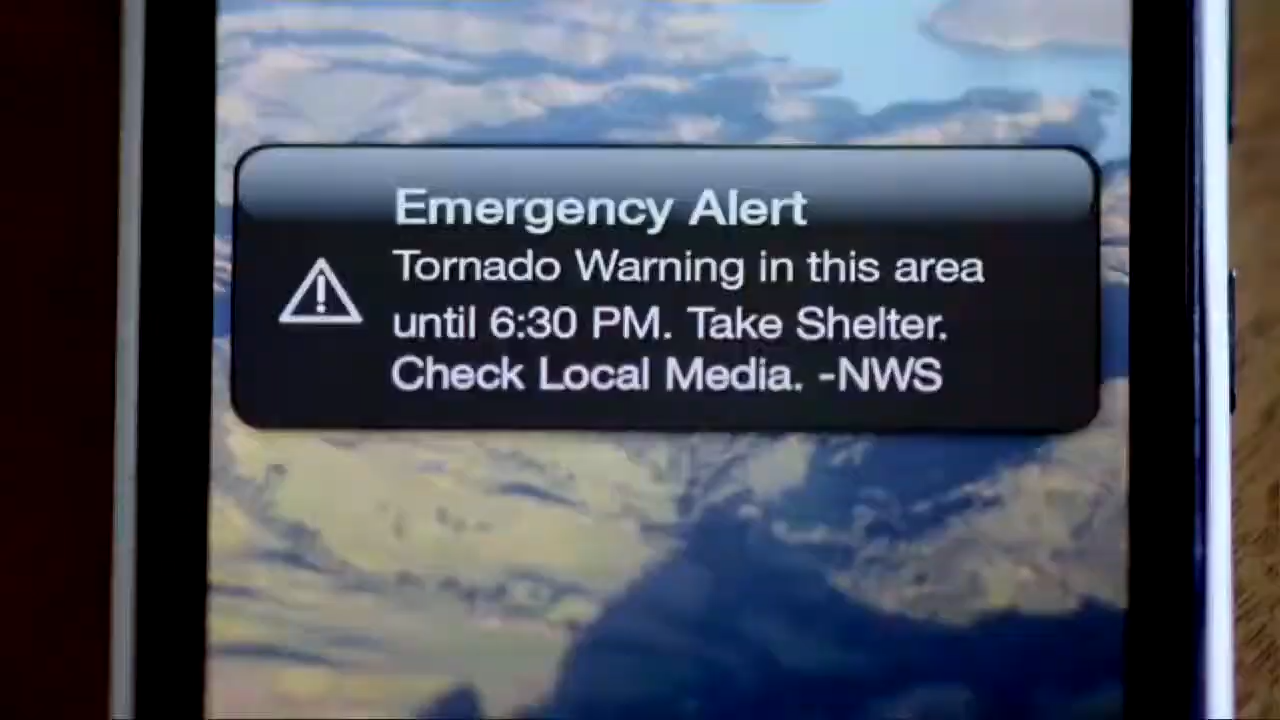 Emergency Alert
Tornado Warning in this area
until 6:30 PM. Take Shelter.
Check Local Media. -NWS